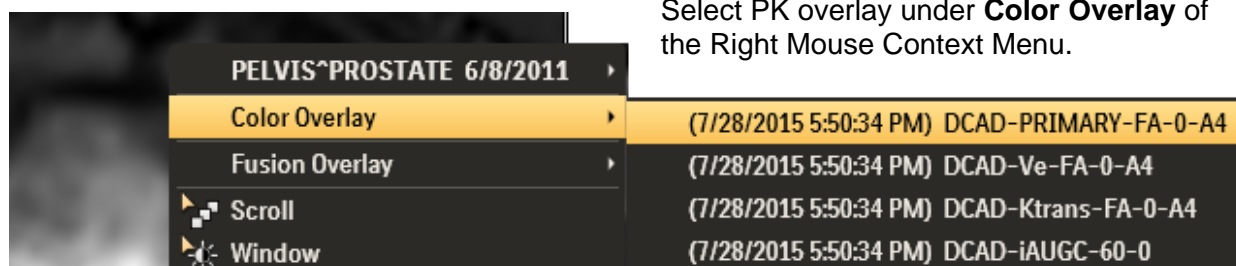 Select PK overlay under Color Overlay of
the Right Mouse Context Menu.
PELVIS^PROSTATE 6/8/2011
Color Overlay
Fusion Overlay
Scroll
Window
(7/28/2015 5:50:34 PM) DCAD-PRIMARY-FA-0-A4
(7/28/2015 5:50:34 PM) DCAD-Ve-FA-0-A4
(7/28/2015 5:50:34 PM) DCAD-Ktrans-FA-0-A4
(7/28/2015 5:50:34 PM) DCAD-iAUGC-60-0